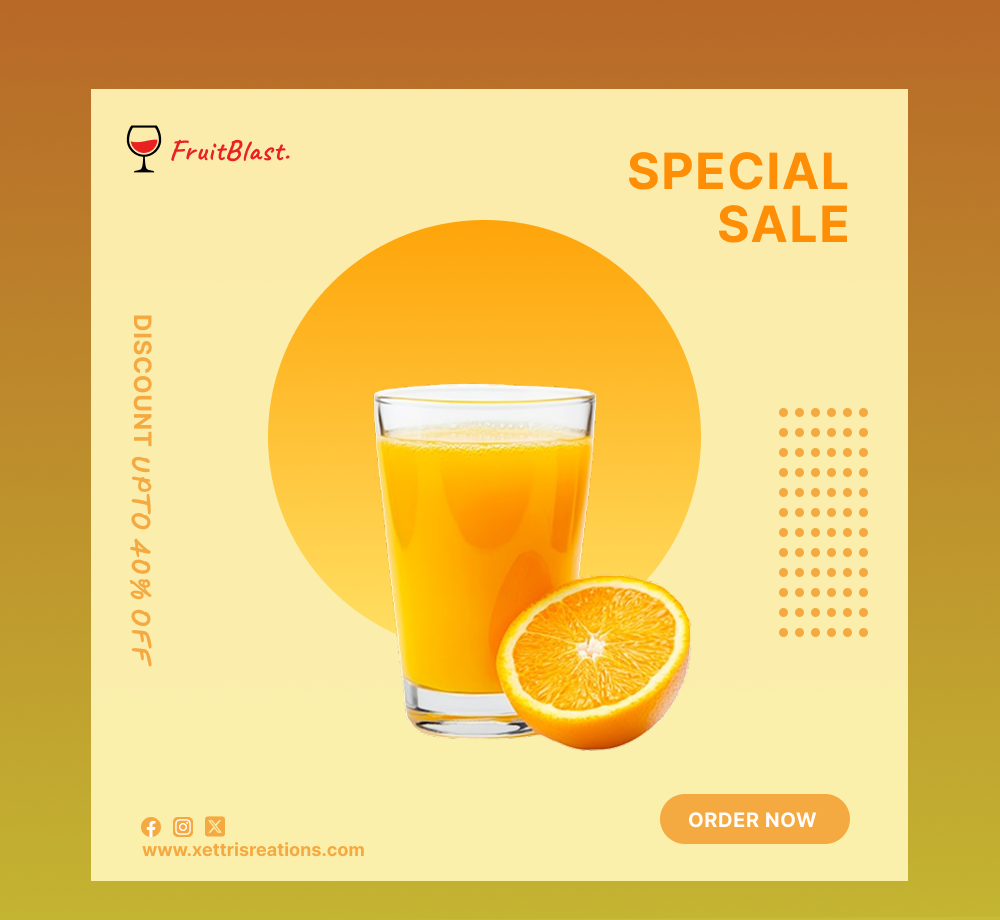 FruitBlast.
SPECIAL
SALE
DISCOUNT UPTO 40% OFF
ORDER NOW
www.xettrisreations.com